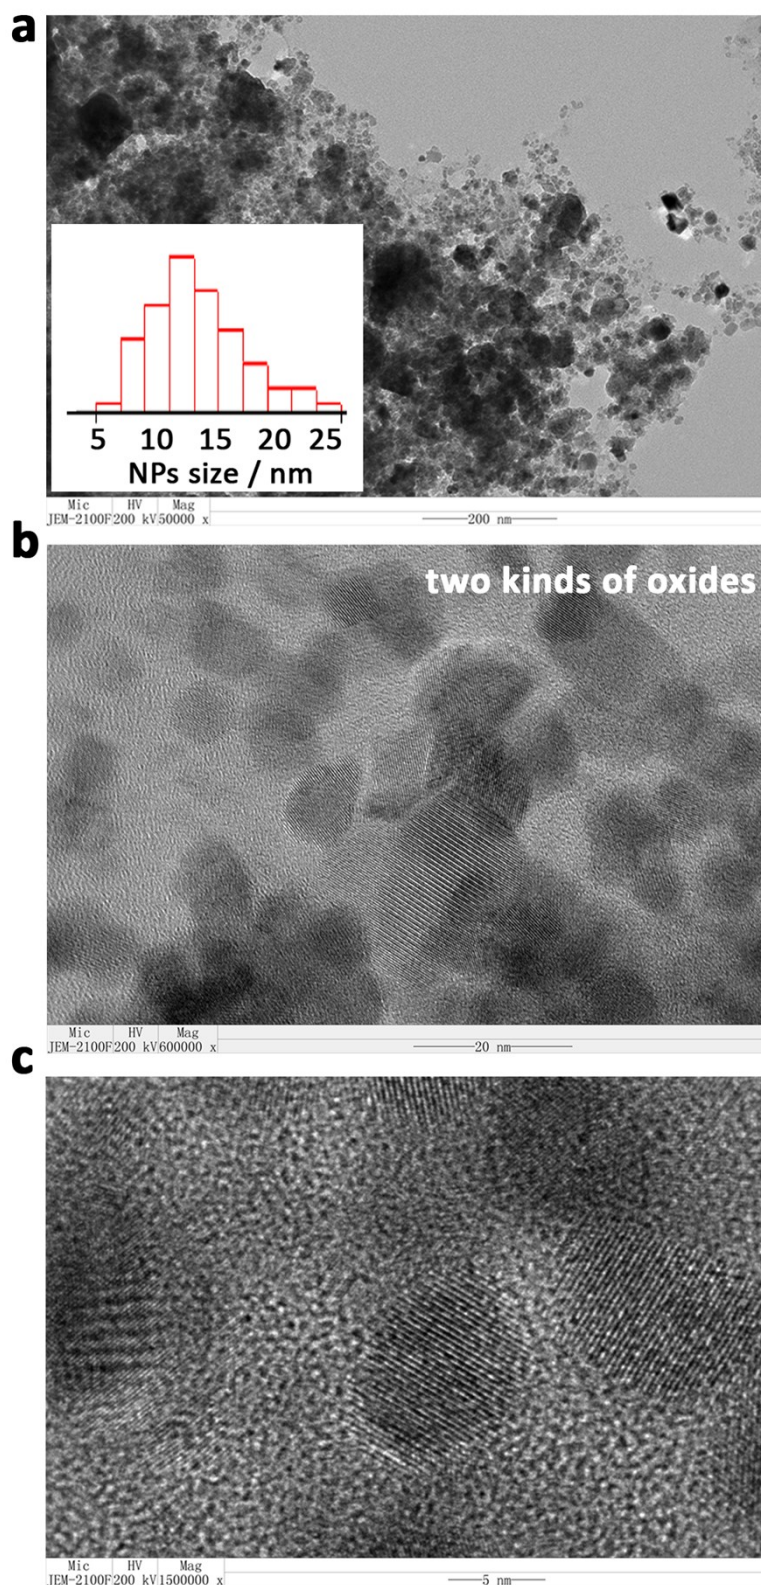 a
5 10 15 20 25
NPs size / nm
Mic HV Mag
JEM-2100F 200 kV 50000 x 200 nm
b
two kinds of oxides
Mic HV Mag
JEM-2100F 200 kV 600000 x 20 nm
c
Mic HV Mag
JEM-2100F 200 kV 1500000 x 5 nm